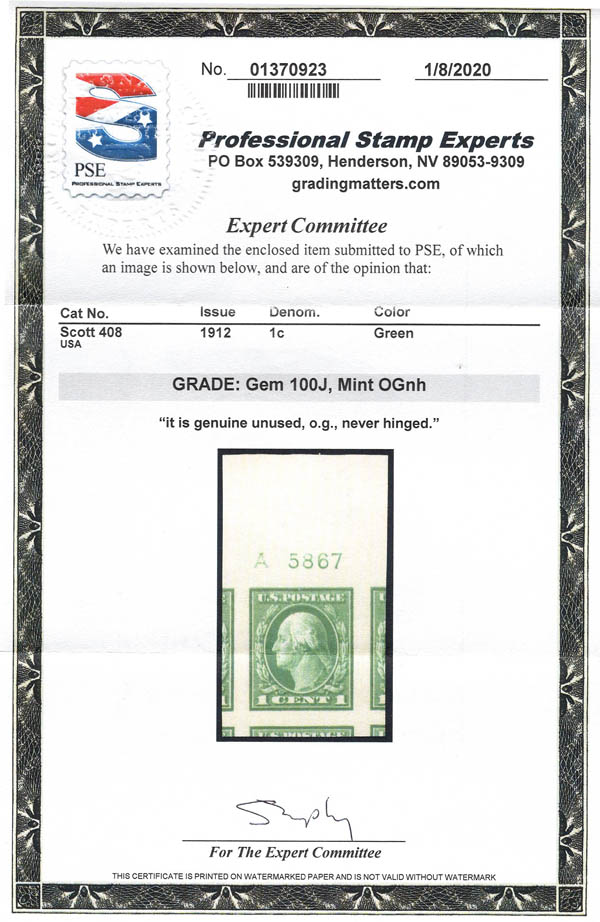 No. 01370923 1/8/2020
PSE
PROFESSIONAL STAMP EXPERTS
Professional Stamp Experts
PO Box 539309, Henderson, NV 89053-9309
gradingmatters.com
Expert Committee
We have examined the enclosed item submitted to PSE, of which
an image is shown below, and are of the opinion that:
Cat No. Issue Denom. Color
Scott 408 1912 1c Green
USA
GRADE: Gem 100J, Mint OGnh
“it is genuine unused, o.g., never hinged.”
A 5867
U.S. POSTAGE
1 CENT 1
U.S. POSTAGE
For The Expert Committee
THIS CERTIFICATE IS PRINTED ON WATERMARKED PAPER AND IS NOT VALID WITHOUT WATERMARK